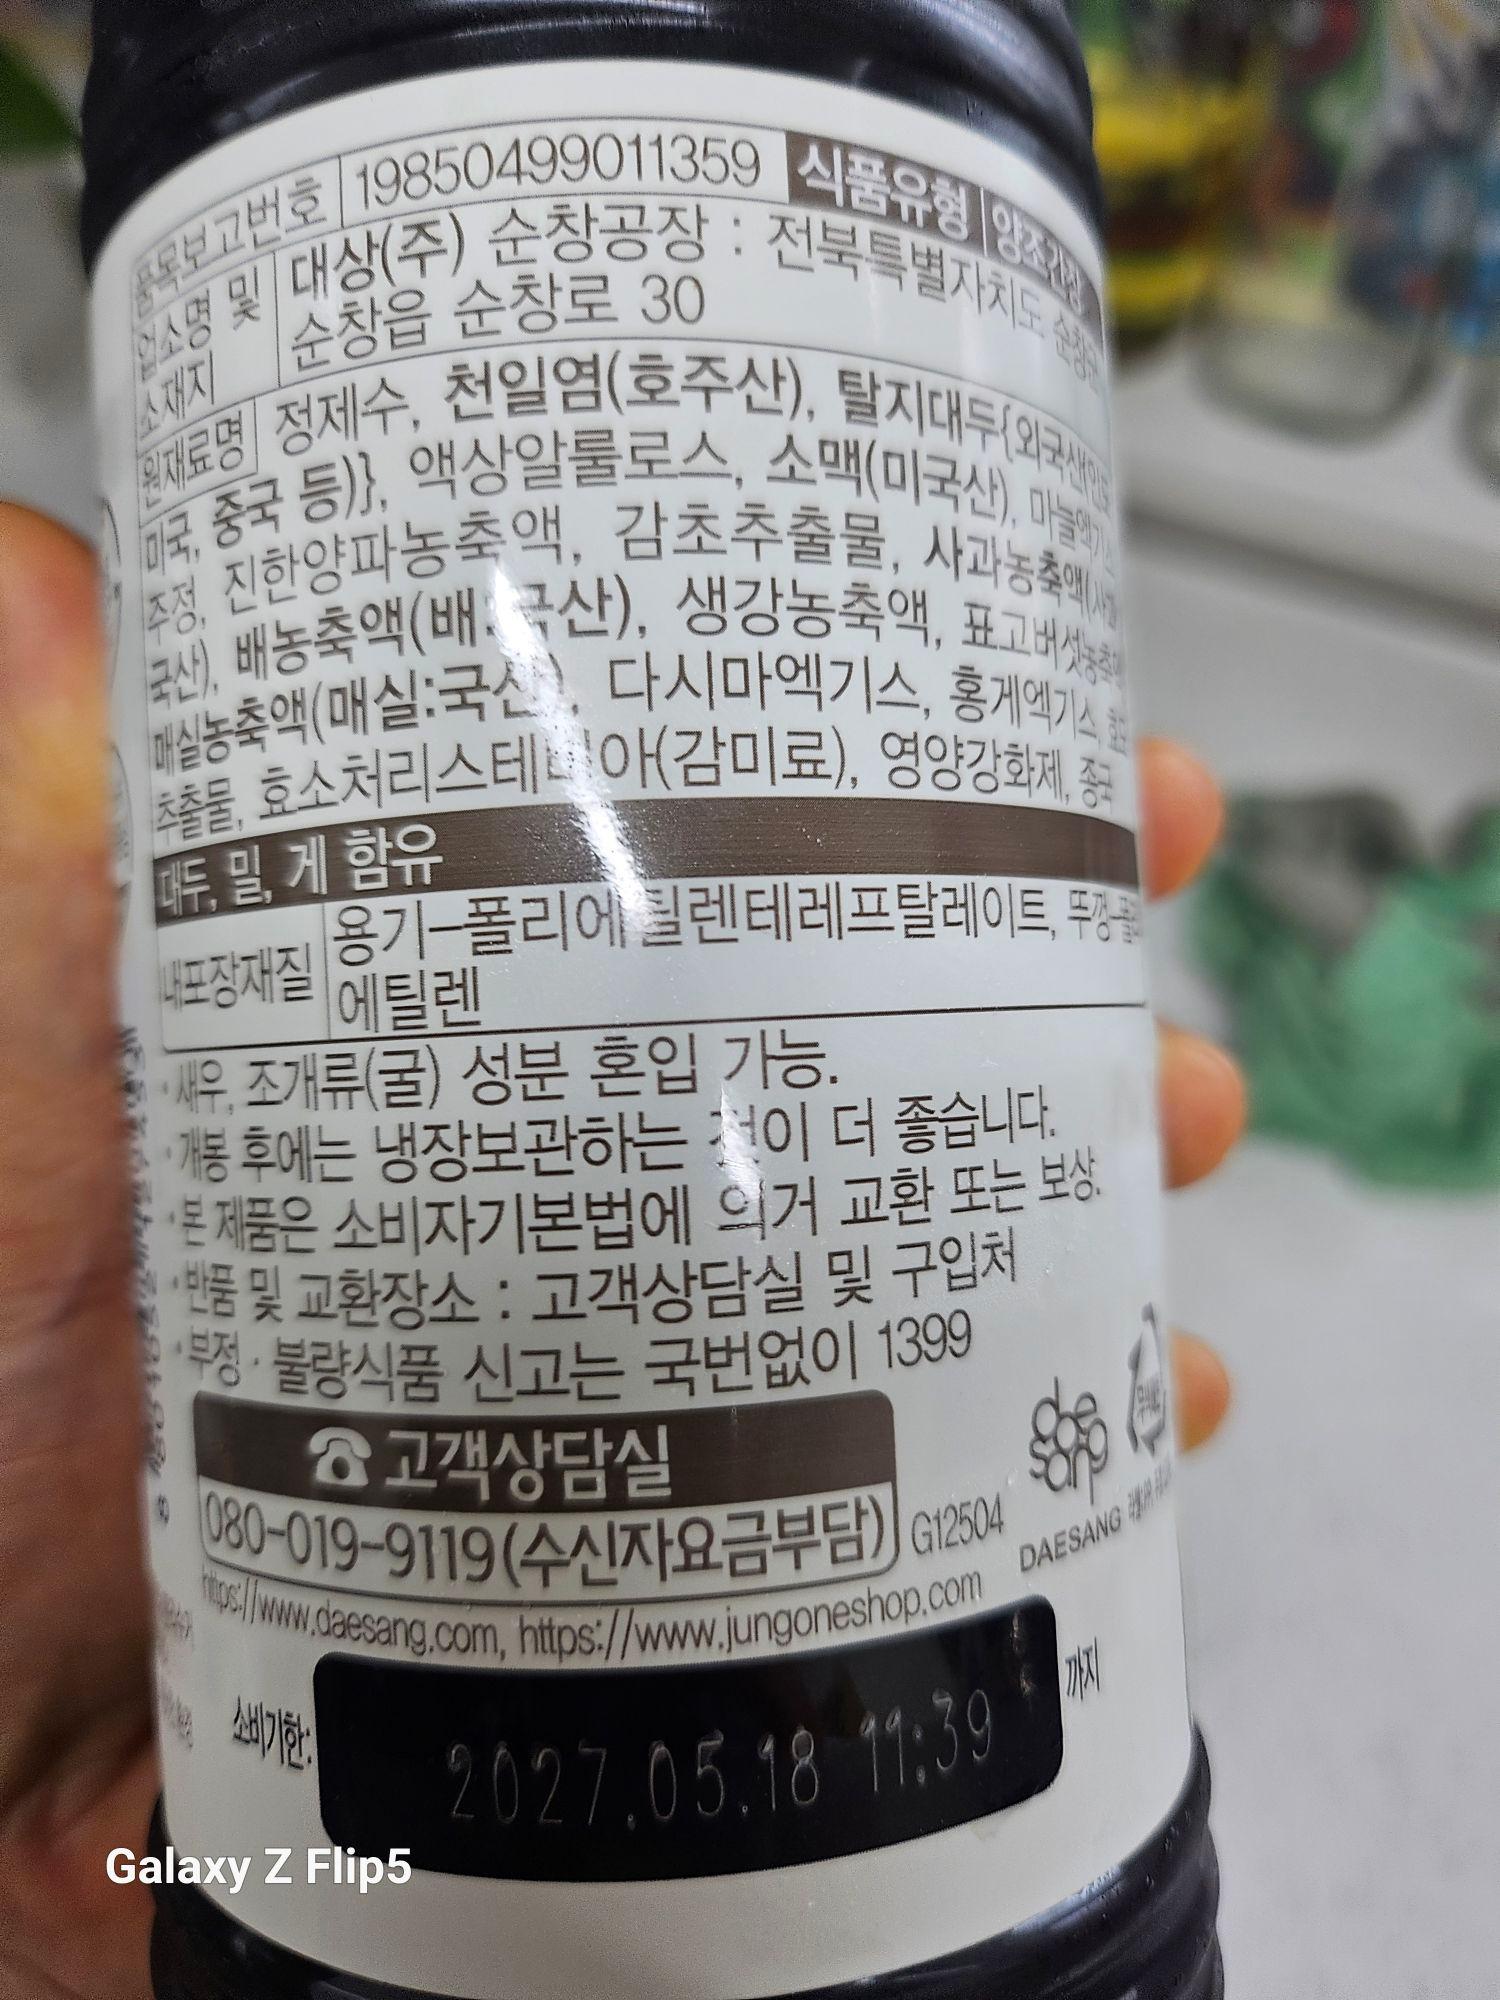 품목보고번호 19850499011359 식품유형 양조간장
업소명 및 소재지 대상(주) 순창공장 : 전북특별자치도 순창군
순창읍 순창로 30
원재료명 정제수, 천일염(호주산), 탈지대두{외국산(인도,
미국, 중국 등)}, 액상알룰로스, 소맥(미국산), 마늘엑기스,
주정, 진한양파농축액, 감초추출물, 사과농축액(사과:
국산), 배농축액(배:국산), 생강농축액, 표고버섯농축액,
매실농축액(매실:국산), 다시마엑기스, 홍게엑기스,
추출물, 효소처리스테비아(감미료), 영양강화제, 종국
대두, 밀, 게 함유
내포장재질 용기-폴리에틸렌테레프탈레이트, 뚜껑-폴리
에틸렌
· 새우, 조개류(굴) 성분 혼입 가능.
· 개봉 후에는 냉장보관하는 것이 더 좋습니다.
· 본 제품은 소비자기본법에 의거 교환 또는 보상.
· 반품 및 교환장소 : 고객상담실 및 구입처
· 부정 · 불량식품 신고는 국번없이 1399
고객상담실
080-019-9119(수신자요금부담) G12504
daesang
DAESANG
https://www.daesang.com, https://www.jungoneshop.com
소비기한: 2027.05.18 11:39 까지
Galaxy Z Flip5